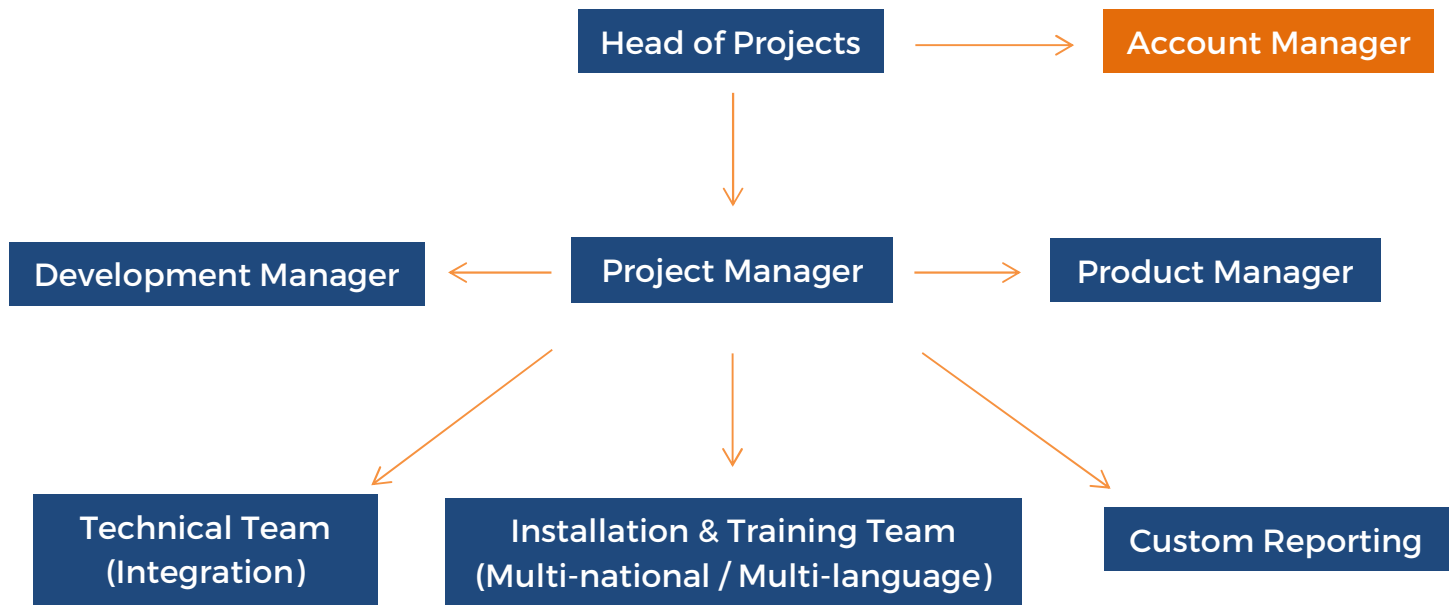 Head of Projects
Account Manager
Development Manager
Project Manager
Product Manager
Technical Team
(Integration)
Installation & Training Team
(Multi-national / Multi-language)
Custom Reporting